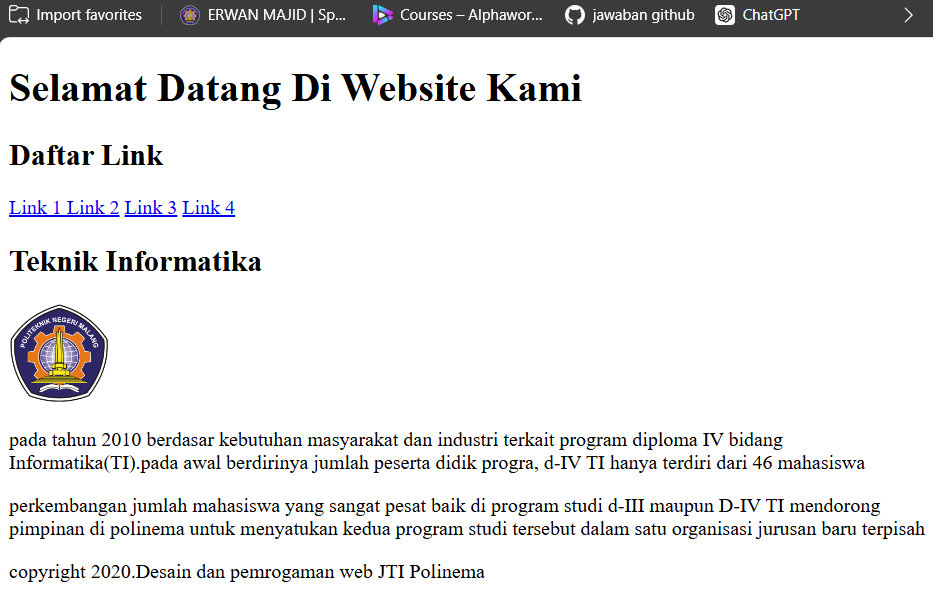 Import favorites ERWAN MAJID | Sp... Courses – Alphawor... jawaban github ChatGPT
Selamat Datang Di Website Kami
Daftar Link
Link 1 Link 2 Link 3 Link 4
Teknik Informatika
POLITEKNIK NEGERI MALANG
pada tahun 2010 berdasar kebutuhan masyarakat dan industri terkait program diploma IV bidang
Informatika(TI).pada awal berdirinya jumlah peserta didik progra, d-IV TI hanya terdiri dari 46 mahasiswa
perkembangan jumlah mahasiswa yang sangat pesat baik di program studi d-III maupun D-IV TI mendorong
pimpinan di polinema untuk menyatukan kedua program studi tersebut dalam satu organisasi jurusan baru terpisah
copyright 2020.Desain dan pemrogaman web JTI Polinema